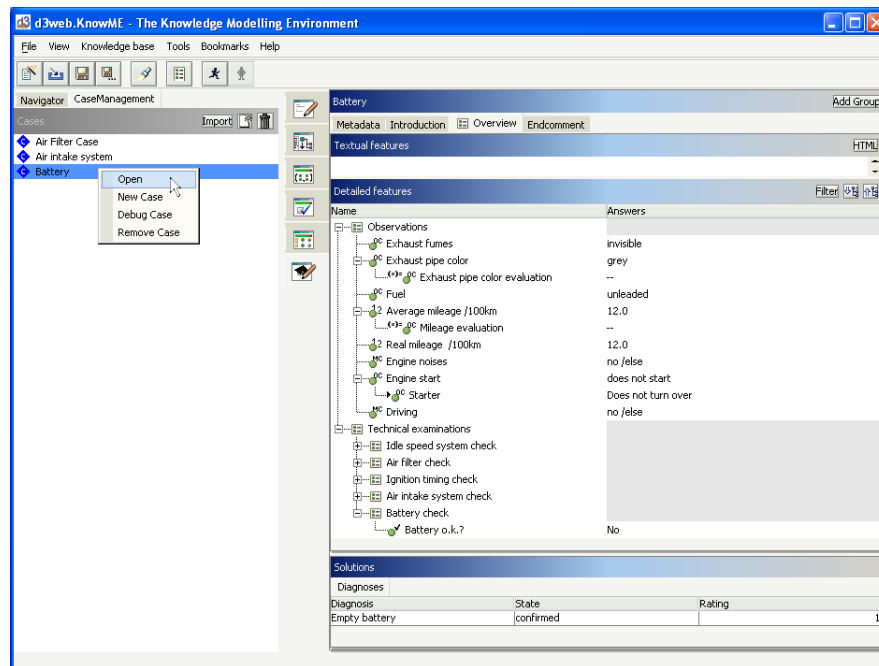 d3web.KnowME - The Knowledge Modelling Environment
File View Knowledge base Tools Bookmarks Help
Navigator CaseManagement
Cases Import
Air Filter Case
Air intake system
Battery
Open
New Case
Debug Case
Remove Case
Battery Add Group
Metadata Introduction Overview Endcomment
Textual features HTML
Detailed features Filter
Name Answers
Observations
Exhaust fumes invisible
Exhaust pipe color grey
Exhaust pipe color evaluation --
Fuel unleaded
Average mileage /100km 12.0
Mileage evaluation --
Real mileage /100km 12.0
Engine noises no /else
Engine start does not start
Starter Does not turn over
Driving no /else
Technical examinations
Idle speed system check
Air filter check
Ignition timing check
Air intake system check
Battery check
Battery o.k.? No
Solutions
Diagnoses
Diagnosis State Rating
Empty battery confirmed 1